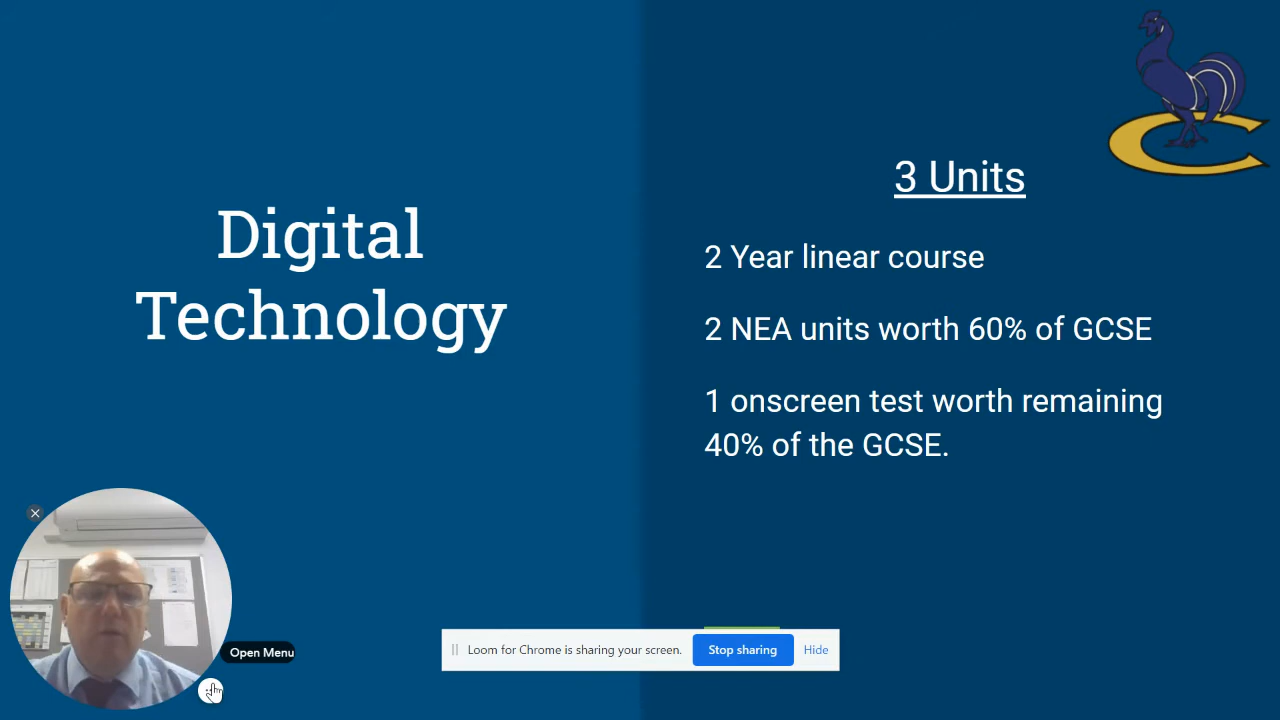 Digital
Technology
3 Units
2 Year linear course
2 NEA units worth 60% of GCSE
1 onscreen test worth remaining
40% of the GCSE.
Open Menu
Loom for Chrome is sharing your screen.
Stop sharing
Hide